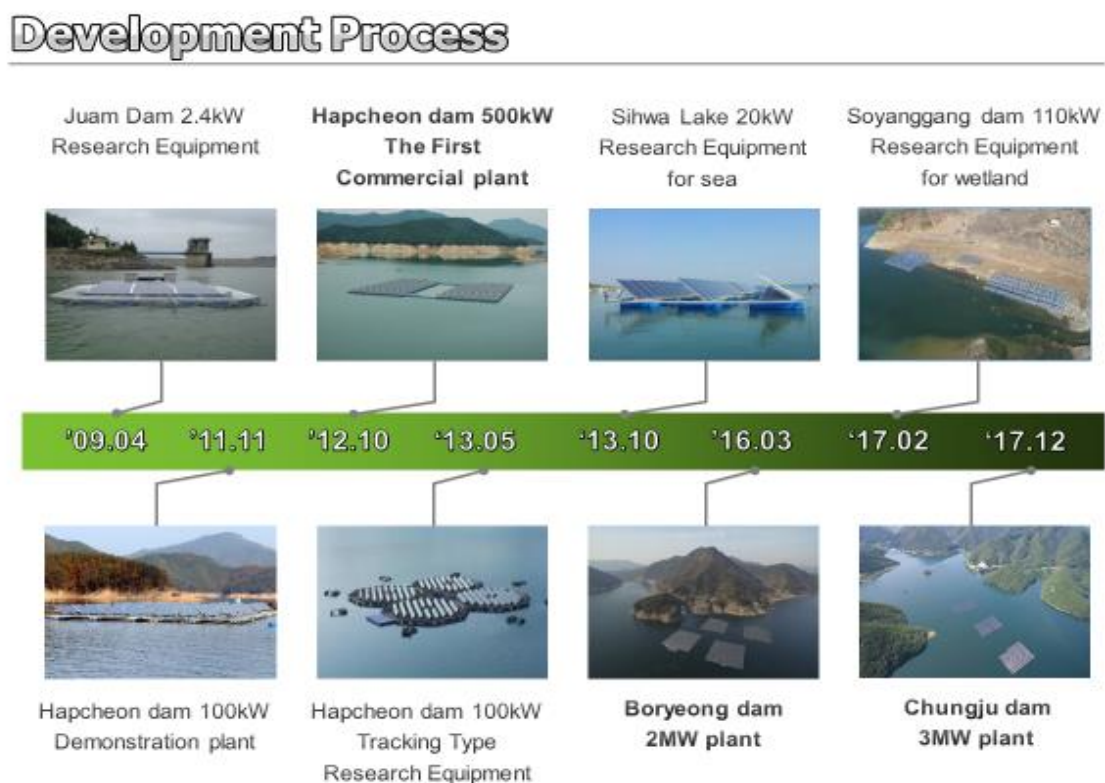 Development Process
Juam Dam 2.4kW
Research Equipment
Hapcheon dam 500kW
The First
Commercial plant
Sihwa Lake 20kW
Research Equipment
for sea
Soyanggang dam 110kW
Research Equipment
for wetland
'09.04 '11.11 '12.10 '13.05 '13.10 '16.03 '17.02 '17.12
Hapcheon dam 100kW
Demonstration plant
Hapcheon dam 100kW
Tracking Type
Research Equipment
Boryeong dam
2MW plant
Chungju dam
3MW plant